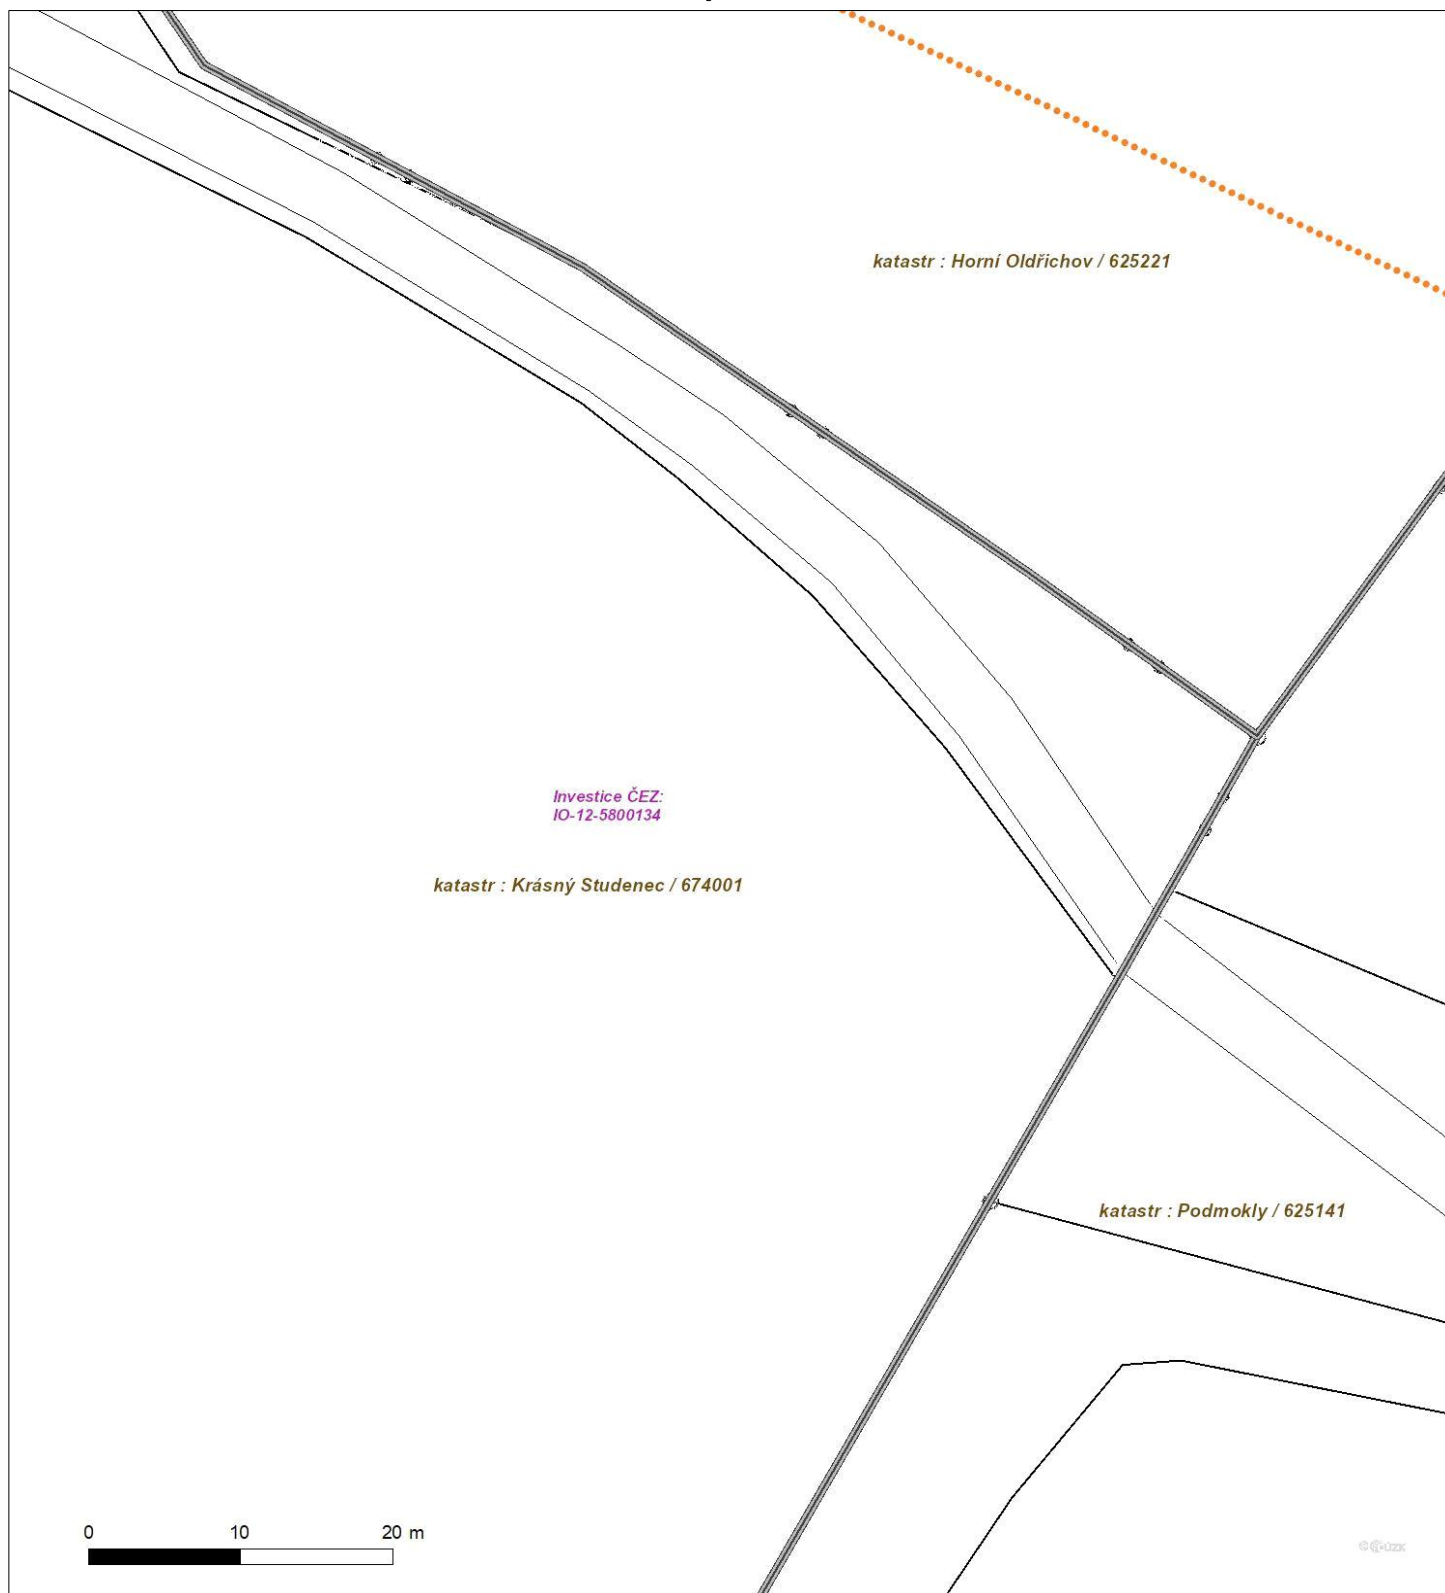 katastr : Horní Oldřichov / 625221
Investice ČEZ:
IO-12-5800134
katastr : Krásný Studenec / 674001
katastr : Podmokly / 625141
0 10 20 m